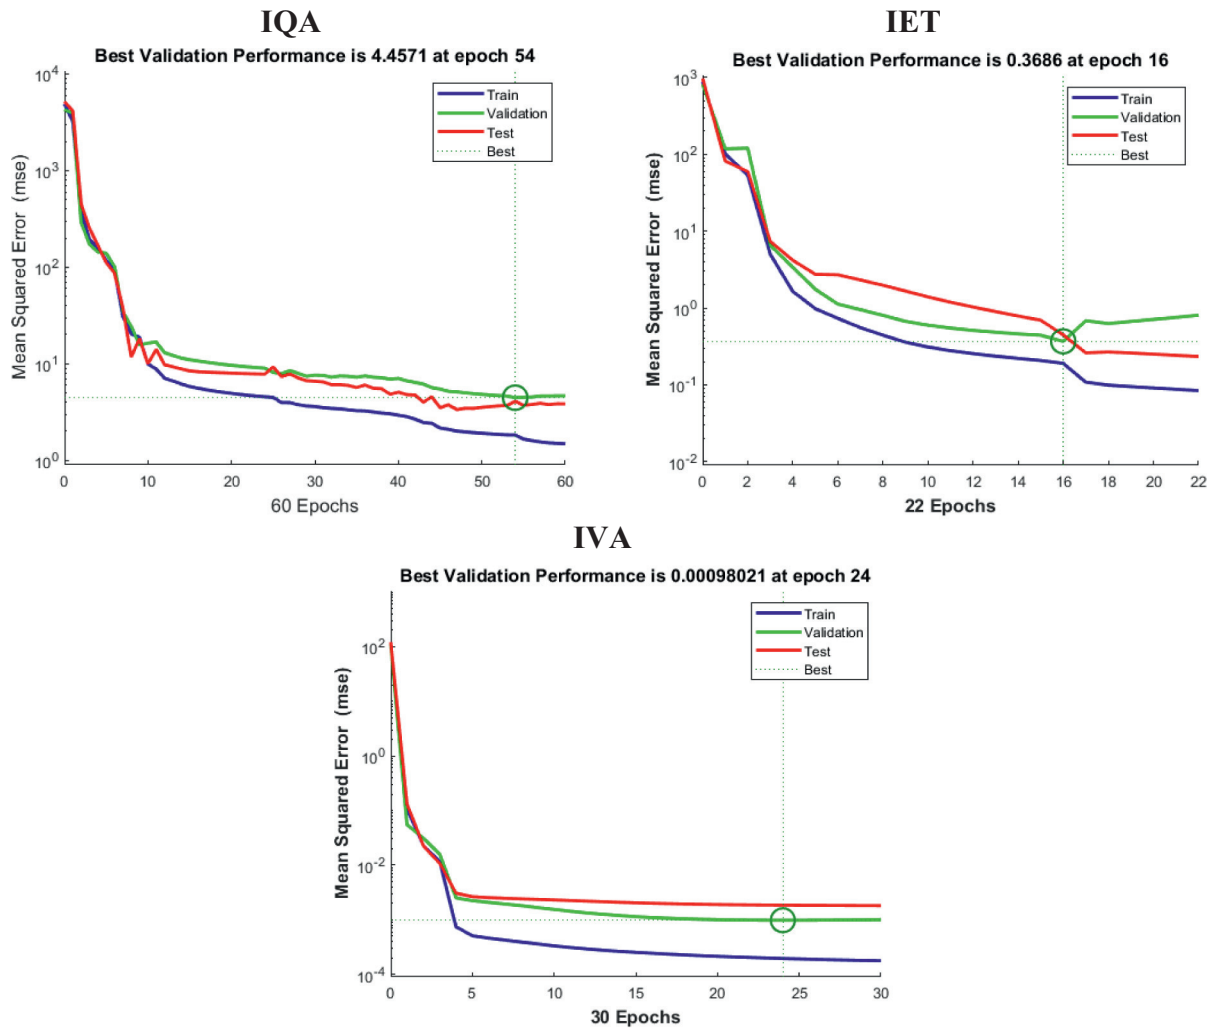 IQA
Best Validation Performance is 4.4571 at epoch 54
Mean Squared Error (mse)
10^4
10^3
10^2
10^1
10^0
Train
Validation
Test
Best
0 10 20 30 40 50 60
60 Epochs
IET
Best Validation Performance is 0.3686 at epoch 16
Mean Squared Error (mse)
10^3
10^2
10^1
10^0
10^-1
10^-2
Train
Validation
Test
Best
0 2 4 6 8 10 12 14 16 18 20 22
22 Epochs
IVA
Best Validation Performance is 0.00098021 at epoch 24
Mean Squared Error (mse)
10^2
10^0
10^-2
10^-4
Train
Validation
Test
Best
0 5 10 15 20 25 30
30 Epochs